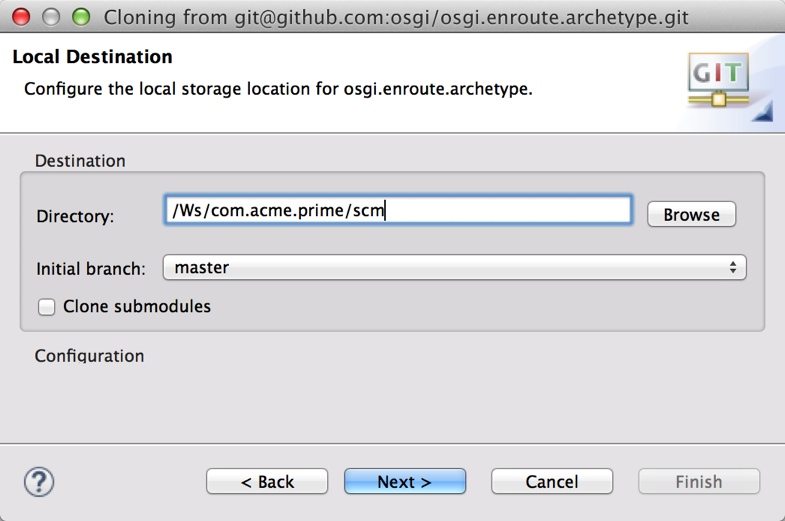 Cloning from git@github.com:osgi/osgi.enroute.archetype.git
Local Destination
Configure the local storage location for osgi.enroute.archetype.
GIT
Destination
Directory: /Ws/com.acme.prime/scm Browse
Initial branch: master
Clone submodules
Configuration
? < Back Next > Cancel Finish